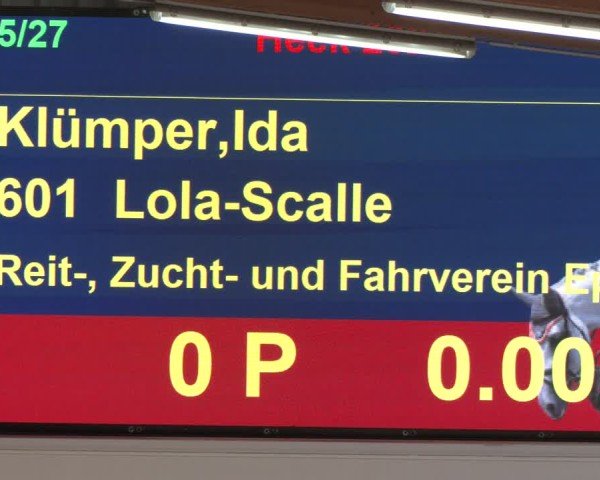 5/27
Klümper,Ida
601 Lola-Scalle
Reit-, Zucht- und Fahrverein
0 P 0.00